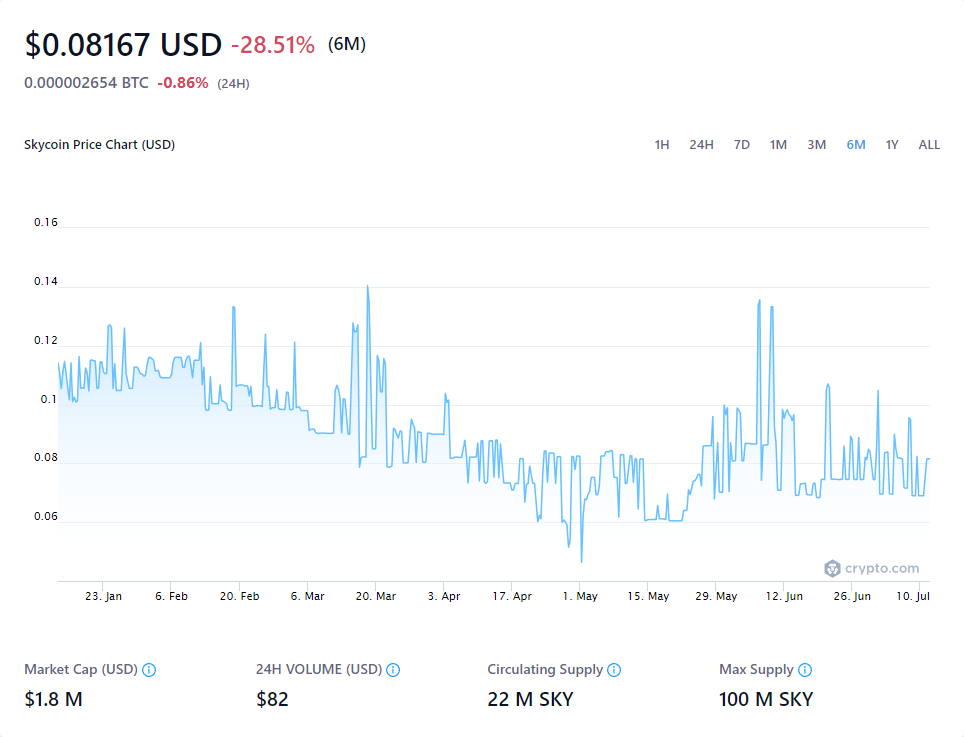 $0.08167 USD -28.51% (6M)
0.000002654 BTC -0.86% (24H)
Skycoin Price Chart (USD) 1H 24H 7D 1M 3M 6M 1Y ALL
0.16
0.14
0.12
0.1
0.08
0.06
crypto.com
23. Jan 6. Feb 20. Feb 6. Mar 20. Mar 3. Apr 17. Apr 1. May 15. May 29. May 12. Jun 26. Jun 10. Jul
Market Cap (USD) 24H VOLUME (USD) Circulating Supply Max Supply
$1.8 M $82 22 M SKY 100 M SKY